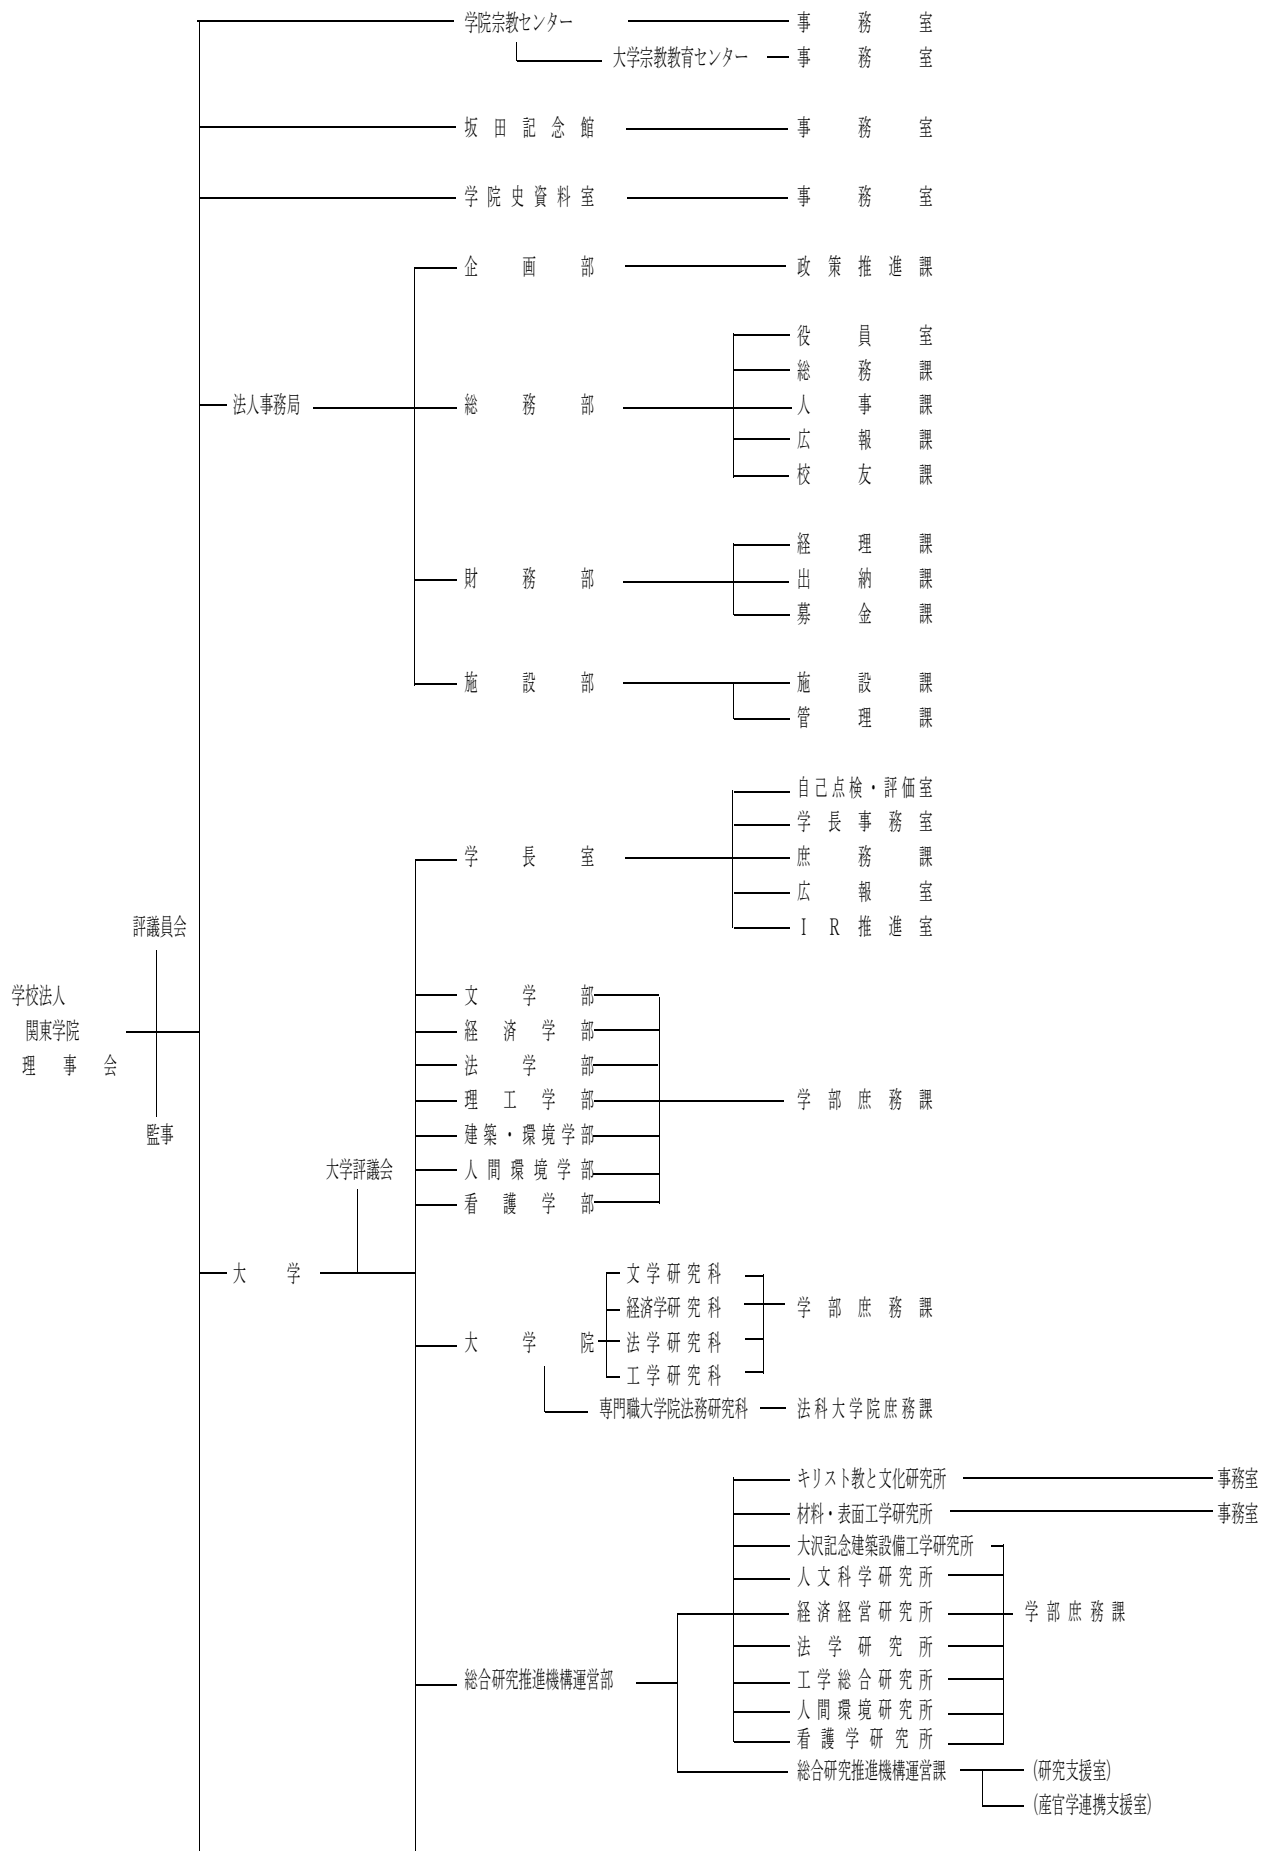 学院宗教センター 事務室
大学宗教教育センター 事務室
坂田記念館 事務室
学院史資料室 事務室
企画部 政策推進課
役員室
総務課
法人事務局 総務部 人事課
広報課
校友課
経理課
財務部 出納課
募金課
施設部 施設課
管理課
自己点検・評価室
学長事務室
学長室 庶務課
広報室
評議員会 ＩＲ推進室
学校法人 文学部
関東学院 経済学部
理事会 法学部
理工学部 学部庶務課
監事 建築・環境学部
大学評議会 人間環境学部
看護学部
大学 文学研究科
経済学研究科 学部庶務課
大学院 法学研究科
工学研究科
専門職大学院法務研究科 法科大学院庶務課
キリスト教と文化研究所 事務室
材料・表面工学研究所 事務室
大沢記念建築設備工学研究所
人文科学研究所
経済経営研究所 学部庶務課
法学研究所
総合研究推進機構運営部 工学総合研究所
人間環境研究所
看護学研究所
総合研究推進機構運営課 (研究支援室)
(産官学連携支援室)